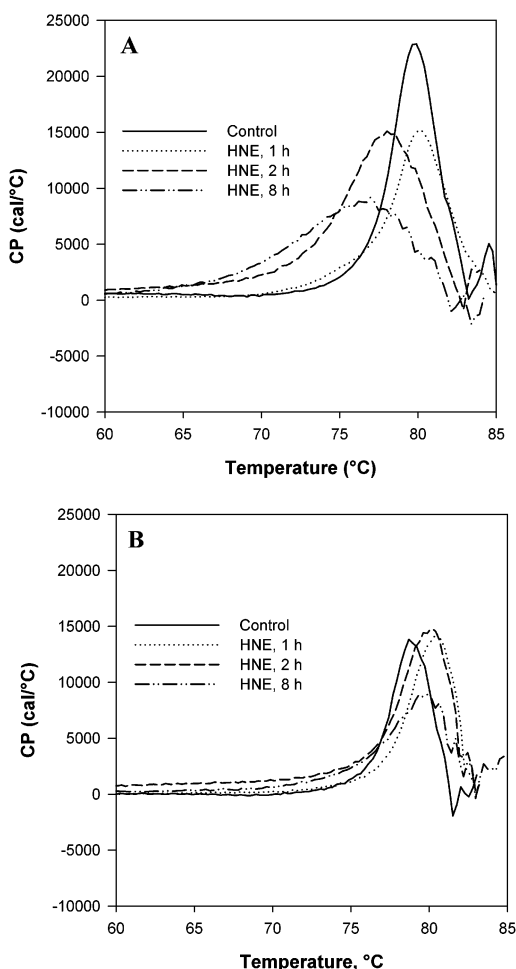 A
25000
20000
15000
10000
5000
0
-5000
-10000
CP (cal/°C)
Control
HNE, 1 h
HNE, 2 h
HNE, 8 h
60 65 70 75 80 85
Temperature (°C)
B
25000
20000
15000
10000
5000
0
-5000
-10000
CP (cal/°C)
Control
HNE, 1 h
HNE, 2 h
HNE, 8 h
60 65 70 75 80 85
Temperature, °C